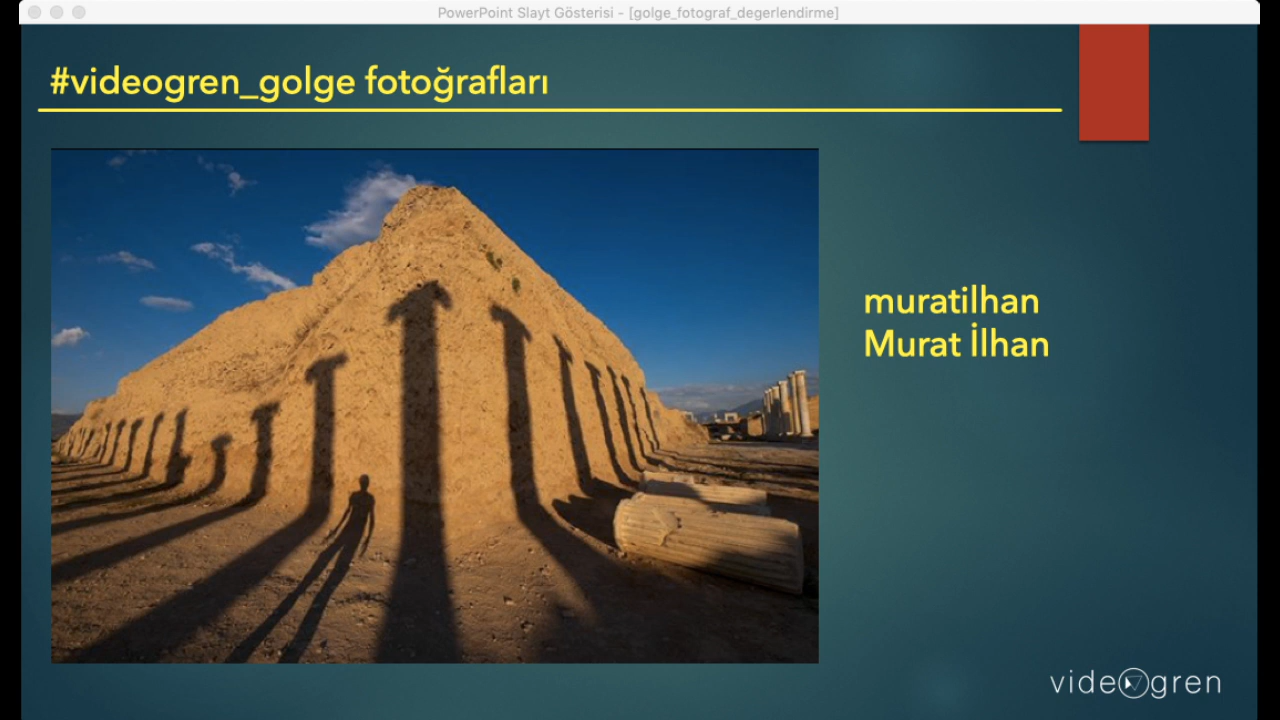 PowerPoint Slayt Gösterisi - [golge_fotograf_degerlendirme]
#videogren_golge fotoğrafları
muratilhan
Murat İlhan
videogren